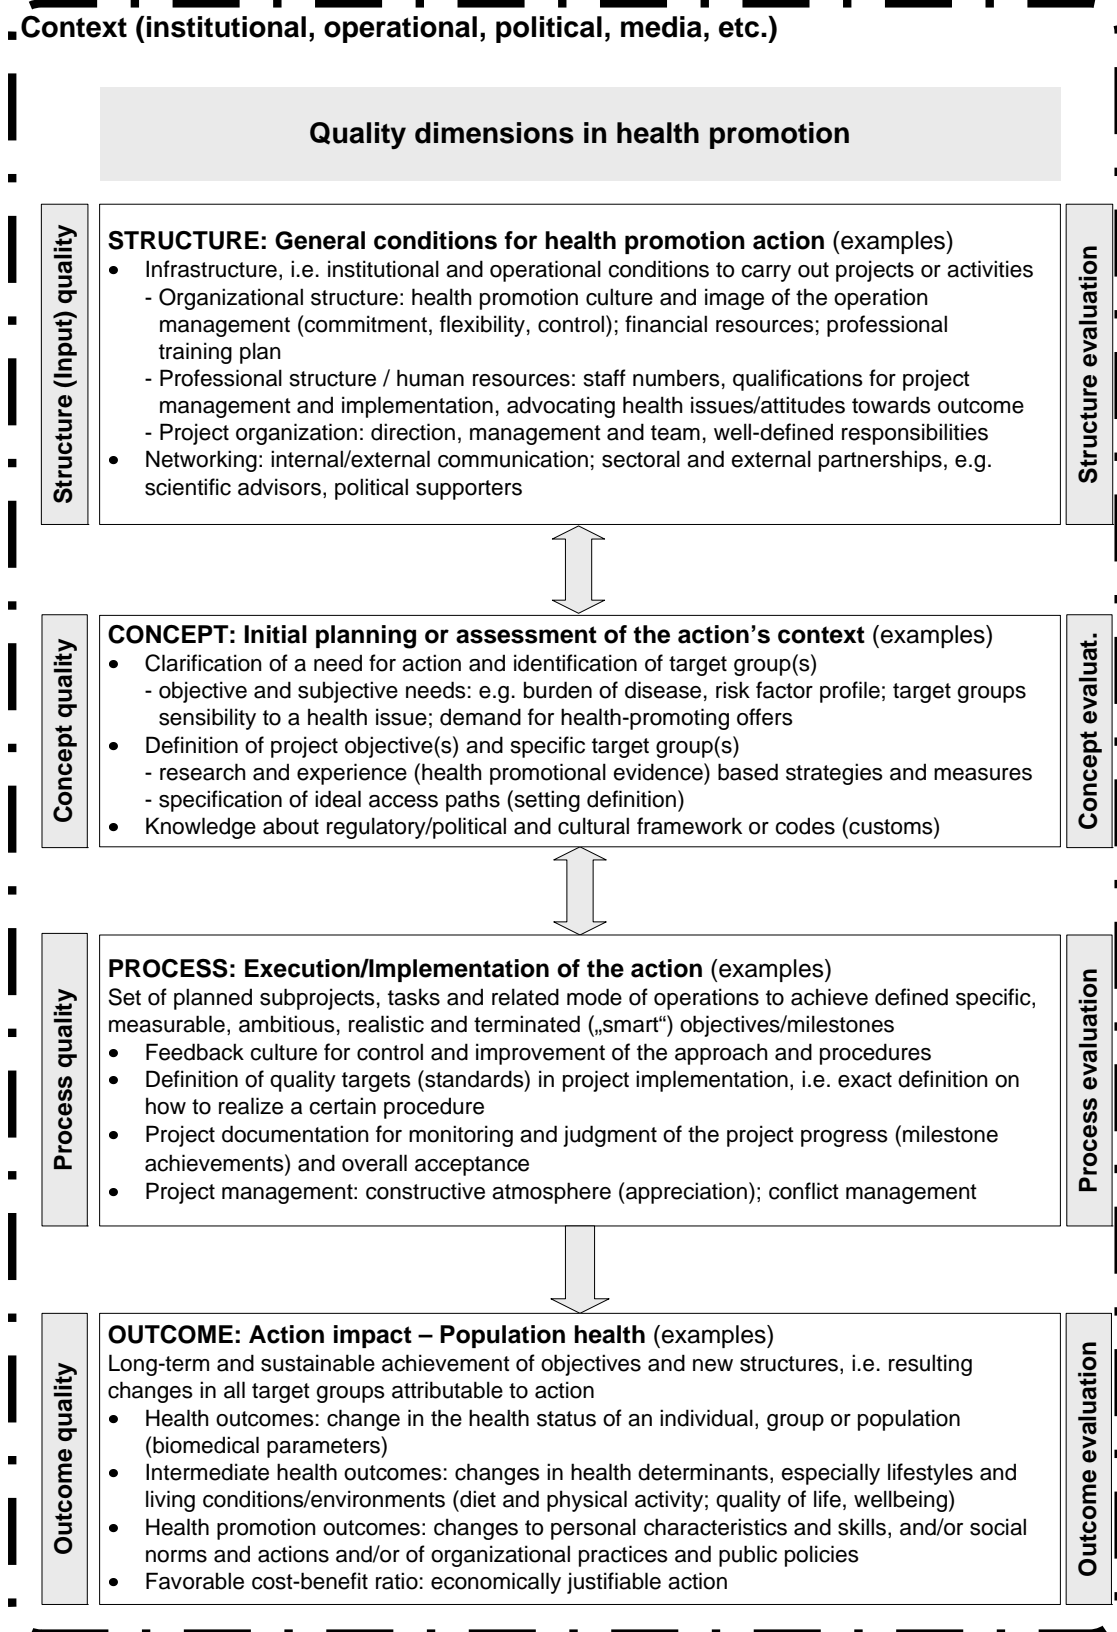 Context (institutional, operational, political, media, etc.)
Quality dimensions in health promotion
Structure (Input) quality
STRUCTURE: General conditions for health promotion action (examples)
• Infrastructure, i.e. institutional and operational conditions to carry out projects or activities
- Organizational structure: health promotion culture and image of the operation
management (commitment, flexibility, control); financial resources; professional
training plan
- Professional structure / human resources: staff numbers, qualifications for project
management and implementation, advocating health issues/attitudes towards outcome
- Project organization: direction, management and team, well-defined responsibilities
• Networking: internal/external communication; sectoral and external partnerships, e.g.
scientific advisors, political supporters
Structure evaluation
Concept quality
CONCEPT: Initial planning or assessment of the action’s context (examples)
• Clarification of a need for action and identification of target group(s)
- objective and subjective needs: e.g. burden of disease, risk factor profile; target groups
sensibility to a health issue; demand for health-promoting offers
• Definition of project objective(s) and specific target group(s)
- research and experience (health promotional evidence) based strategies and measures
- specification of ideal access paths (setting definition)
• Knowledge about regulatory/political and cultural framework or codes (customs)
Concept evaluat.
Process quality
PROCESS: Execution/Implementation of the action (examples)
Set of planned subprojects, tasks and related mode of operations to achieve defined specific,
measurable, ambitious, realistic and terminated („smart“) objectives/milestones
• Feedback culture for control and improvement of the approach and procedures
• Definition of quality targets (standards) in project implementation, i.e. exact definition on
how to realize a certain procedure
• Project documentation for monitoring and judgment of the project progress (milestone
achievements) and overall acceptance
• Project management: constructive atmosphere (appreciation); conflict management
Process evaluation
Outcome quality
OUTCOME: Action impact – Population health (examples)
Long-term and sustainable achievement of objectives and new structures, i.e. resulting
changes in all target groups attributable to action
• Health outcomes: change in the health status of an individual, group or population
(biomedical parameters)
• Intermediate health outcomes: changes in health determinants, especially lifestyles and
living conditions/environments (diet and physical activity; quality of life, wellbeing)
• Health promotion outcomes: changes to personal characteristics and skills, and/or social
norms and actions and/or of organizational practices and public policies
• Favorable cost-benefit ratio: economically justifiable action
Outcome evaluation